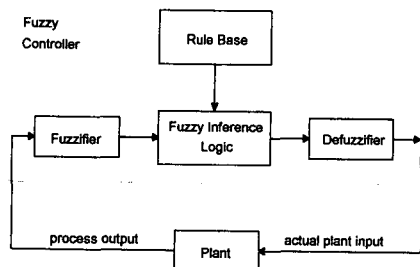 Fuzzy
Controller
Rule Base
Fuzzifier
Fuzzy Inference
Logic
Defuzzifier
process output
Plant
actual plant input